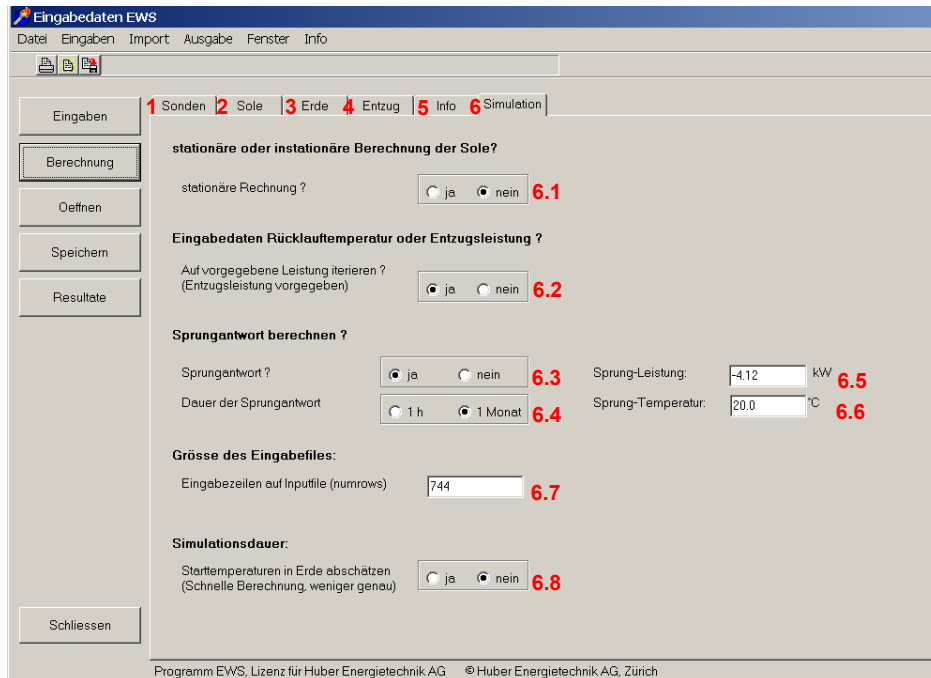 Eingabedaten EWS
Datei Eingaben Import Ausgabe Fenster Info
1 Sonden 2 Sole 3 Erde 4 Entzug 5 Info 6 Simulation
Eingaben
Berechnung
Oeffnen
Speichern
Resultate
Schliessen
stationäre oder instationäre Berechnung der Sole?
stationäre Rechnung ? ja nein 6.1
Eingabedaten Rücklauftemperatur oder Entzugsleistung ?
Auf vorgegebene Leistung iterieren ?
(Entzugsleistung vorgegeben) ja nein 6.2
Sprungantwort berechnen ?
Sprungantwort ? ja nein 6.3 Sprung-Leistung: -4.12 kW 6.5
Dauer der Sprungantwort 1 h 1 Monat 6.4 Sprung-Temperatur: 20.0 °C 6.6
Grösse des Eingabefiles:
Eingabezeilen auf Inputfile (numrows) 744 6.7
Simulationsdauer:
Starttemperaturen in Erde abschätzen
(Schnelle Berechnung, weniger genau) ja nein 6.8
Programm EWS, Lizenz für Huber Energietechnik AG © Huber Energietechnik AG, Zürich